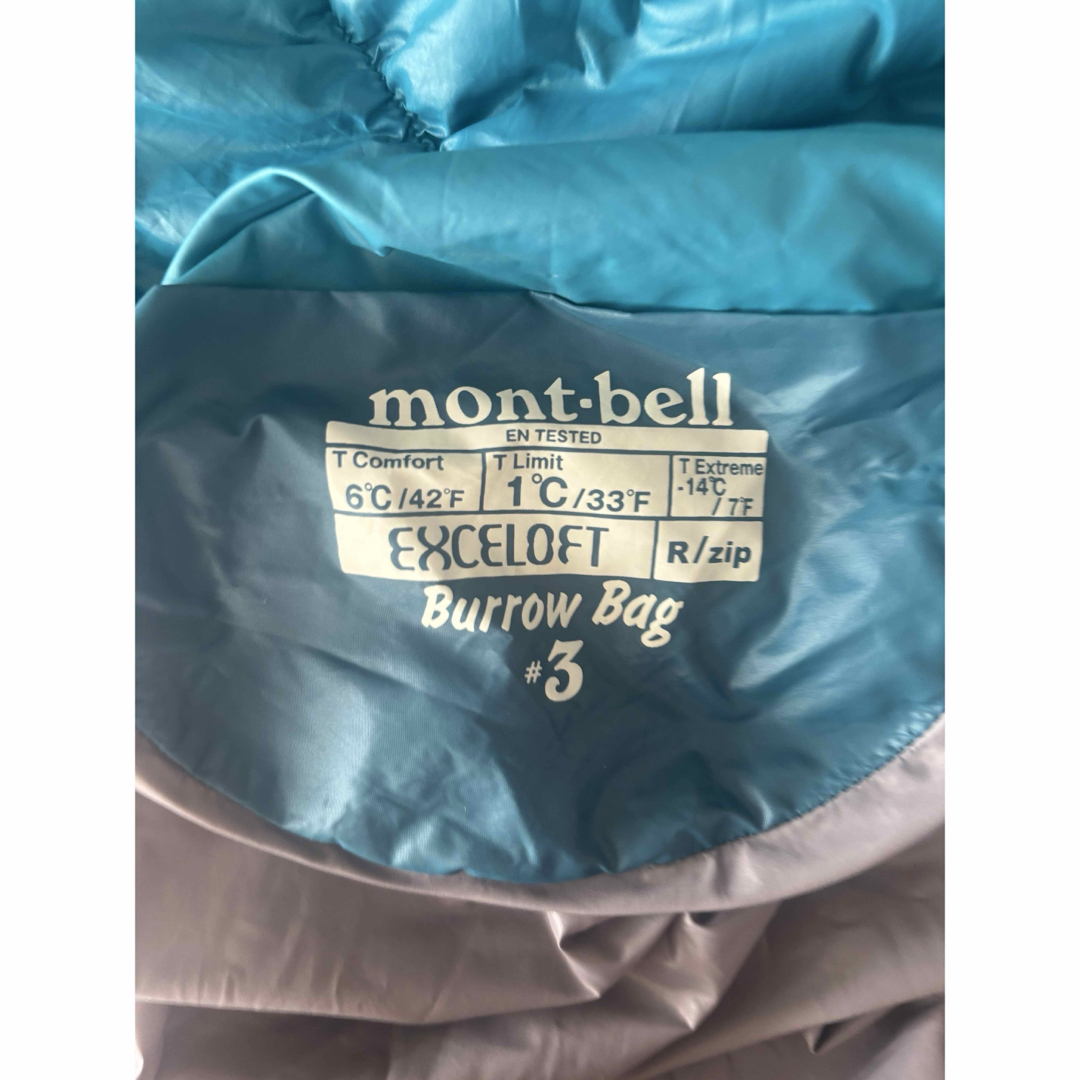 mont-bell
EN TESTED
T Comfort T Limit T Extreme
6℃/42°F 1℃/33°F -14℃/7°F
EXCELOFT R/zip
Burrow Bag
#3